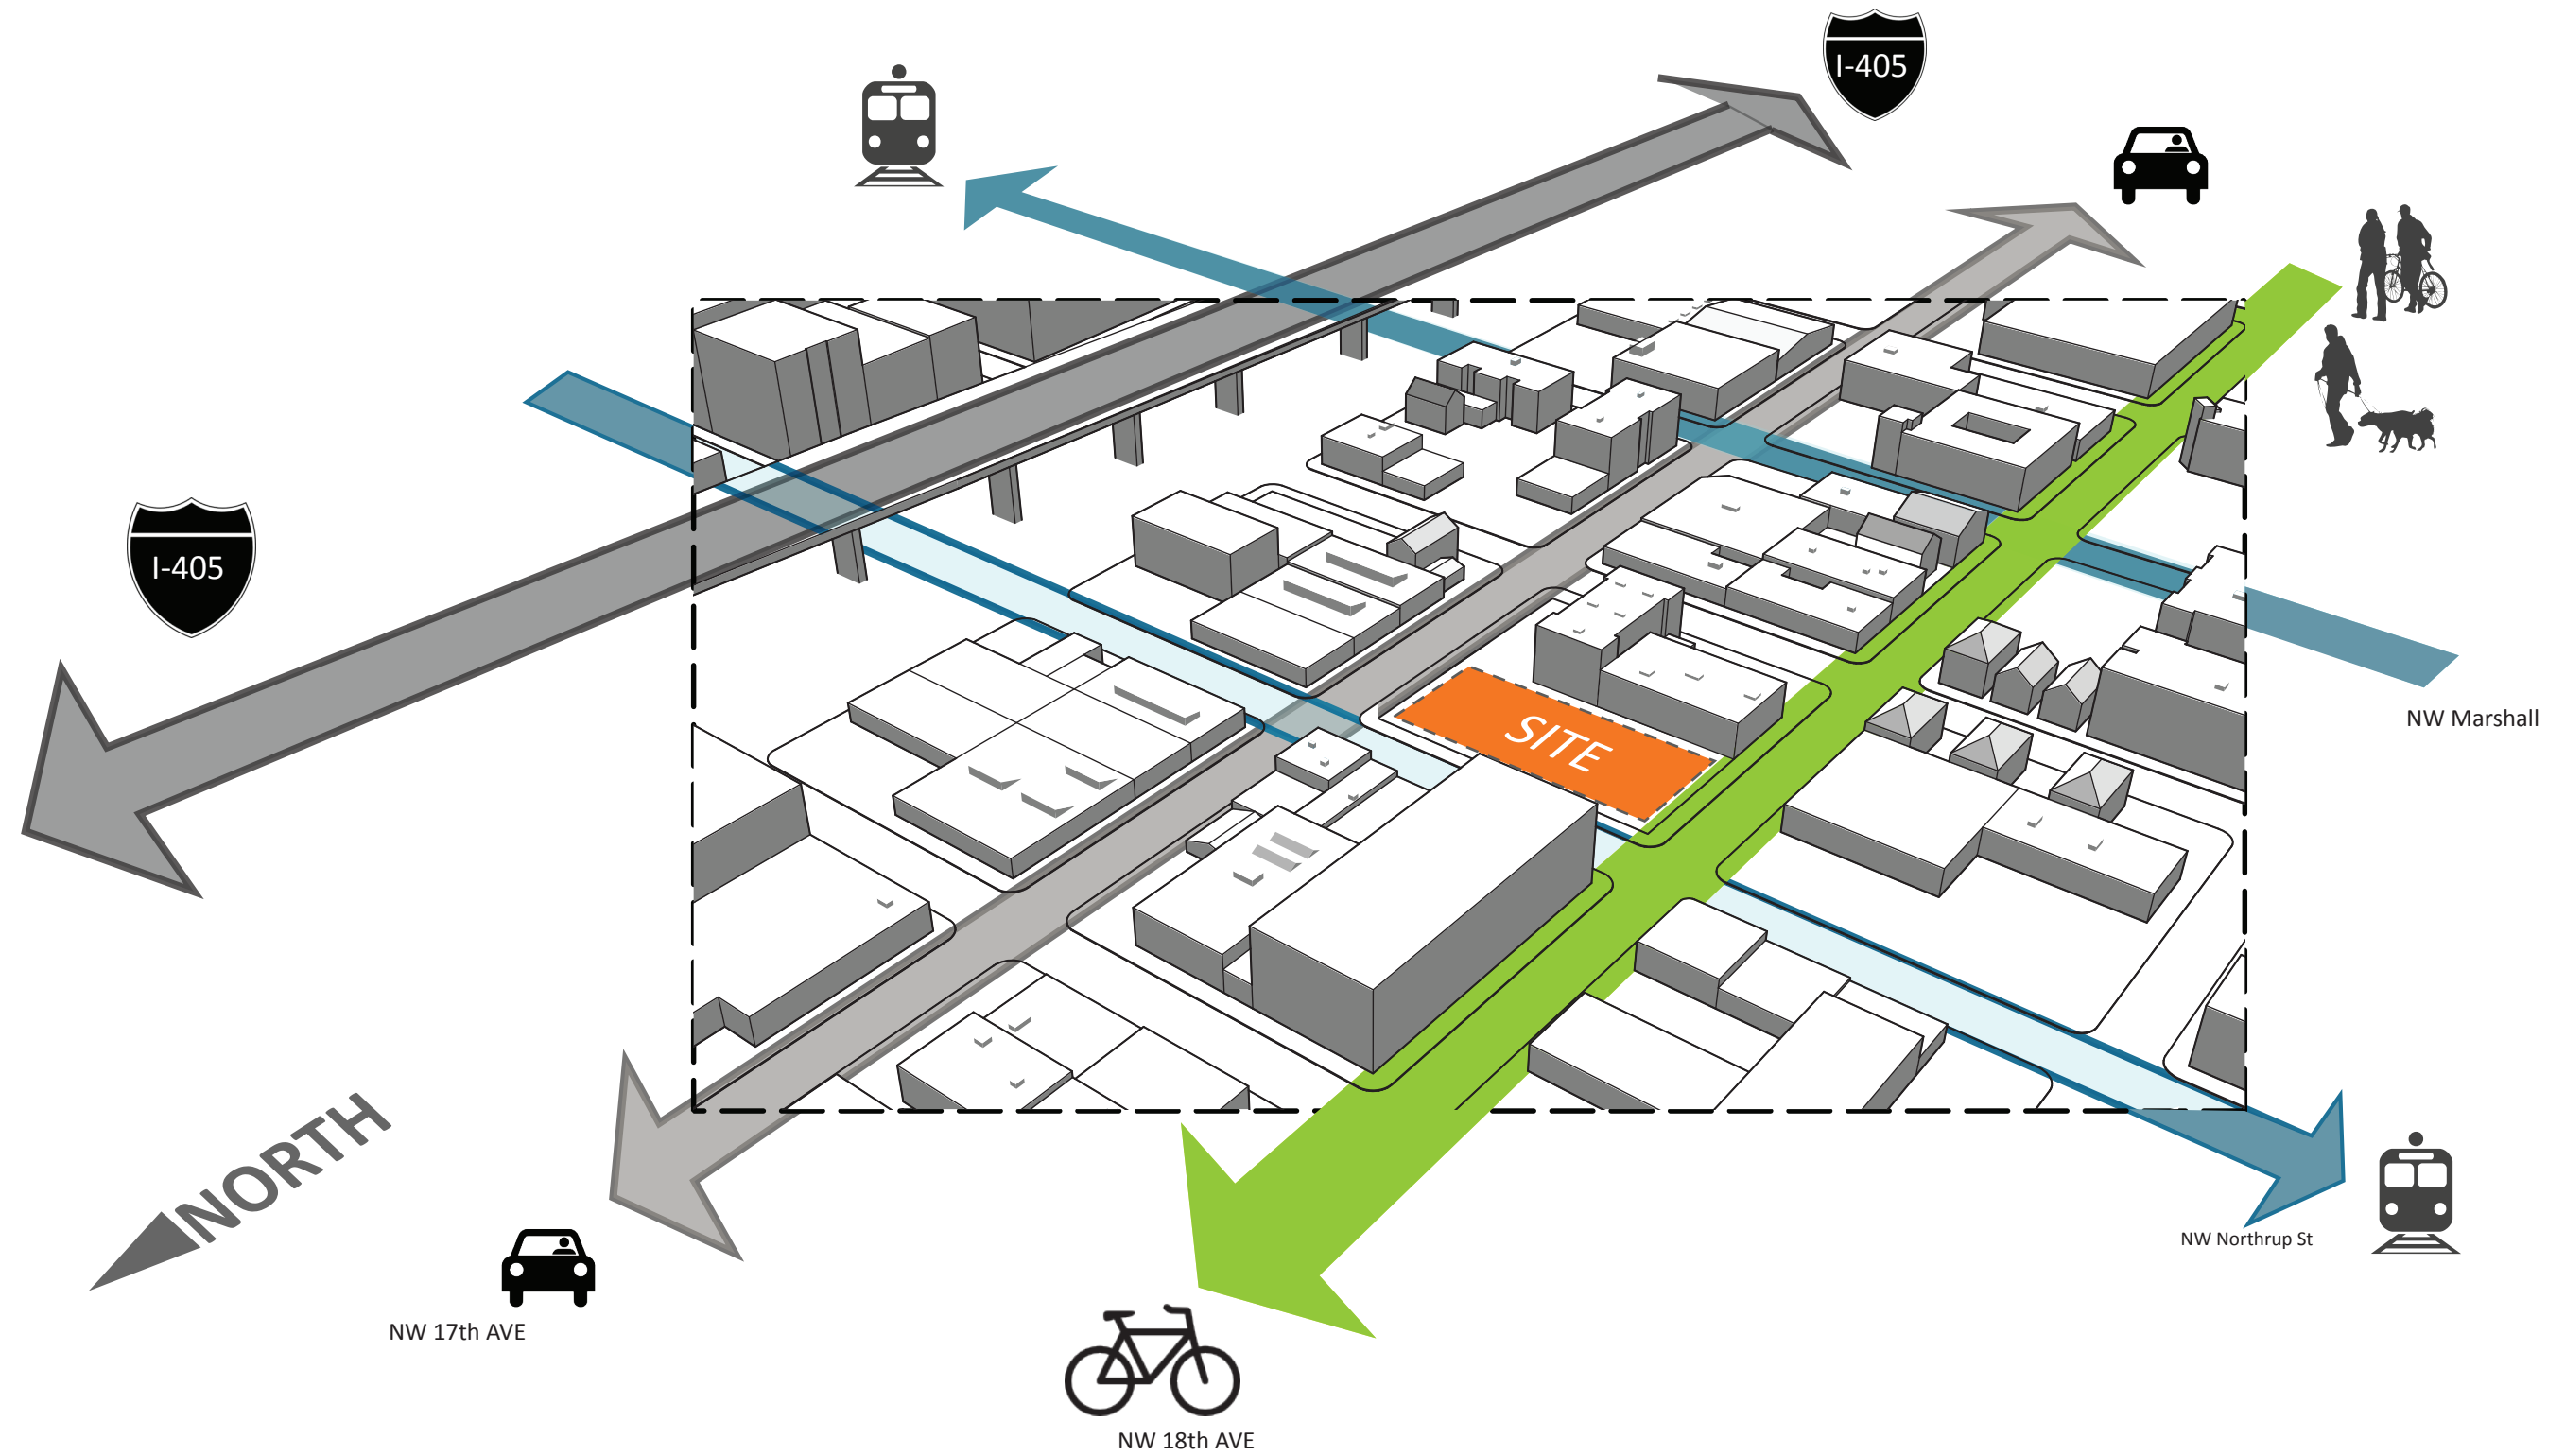 I-405
I-405
SITE
NW Marshall
NORTH
NW Northrup St
NW 17th AVE
NW 18th AVE